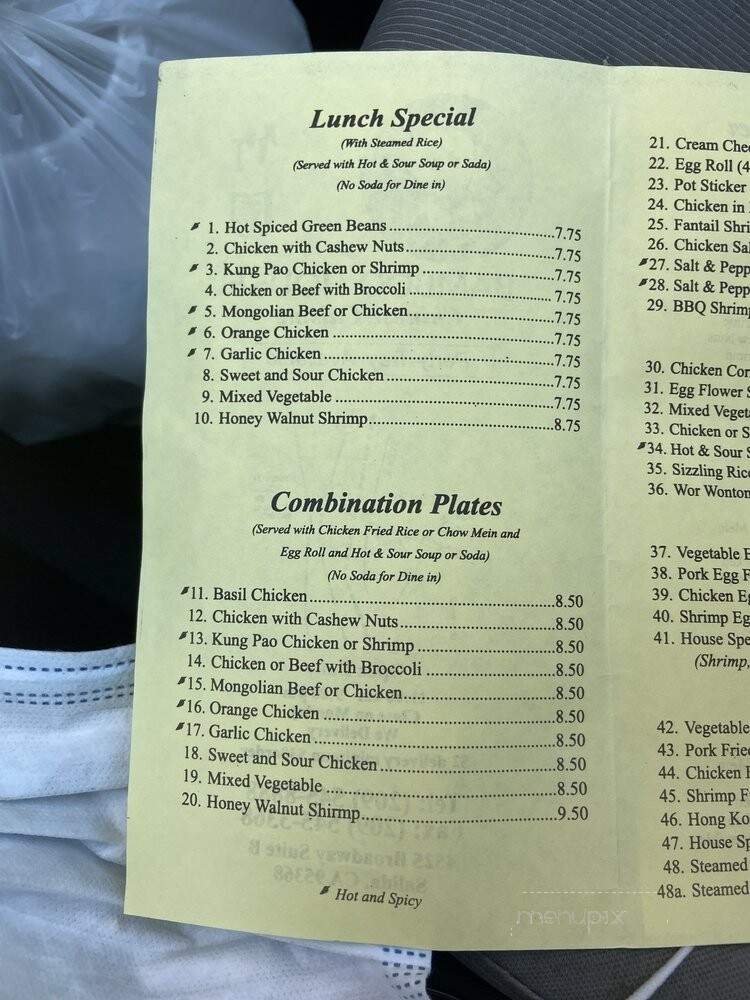 Lunch Special
(With Steamed Rice)
(Served with Hot & Sour Soup or Sada)
(No Soda for Dine in)
1. Hot Spiced Green Beans 7.75
2. Chicken with Cashew Nuts 7.75
3. Kung Pao Chicken or Shrimp 7.75
4. Chicken or Beef with Broccoli 7.75
5. Mongolian Beef or Chicken 7.75
6. Orange Chicken 7.75
7. Garlic Chicken 7.75
8. Sweet and Sour Chicken 7.75
9. Mixed Vegetable 7.75
10. Honey Walnut Shrimp 8.75
Combination Plates
(Served with Chicken Fried Rice or Chow Mein and
Egg Roll and Hot & Sour Soup or Soda)
(No Soda for Dine in)
11. Basil Chicken 8.50
12. Chicken with Cashew Nuts 8.50
13. Kung Pao Chicken or Shrimp 8.50
14. Chicken or Beef with Broccoli 8.50
15. Mongolian Beef or Chicken 8.50
16. Orange Chicken 8.50
17. Garlic Chicken 8.50
18. Sweet and Sour Chicken 8.50
19. Mixed Vegetable 8.50
20. Honey Walnut Shirmp 9.50
Hot and Spicy
21. Cream Chee
22. Egg Roll (4
23. Pot Sticker
24. Chicken in
25. Fantail Shri
26. Chicken Sal
27. Salt & Pepp
28. Salt & Pepp
29. BBQ Shrimp
30. Chicken Cor
31. Egg Flower S
32. Mixed Vegeta
33. Chicken or S
34. Hot & Sour S
35. Sizzling Rice
36. Wor Wonton
37. Vegetable E
38. Pork Egg F
39. Chicken Eg
40. Shrimp Eg
41. House Spe
(Shrimp,
42. Vegetable
43. Pork Fried
44. Chicken F
45. Shrimp F
46. Hong Ko
47. House Sp
48. Steamed
48a. Steamed
menupix